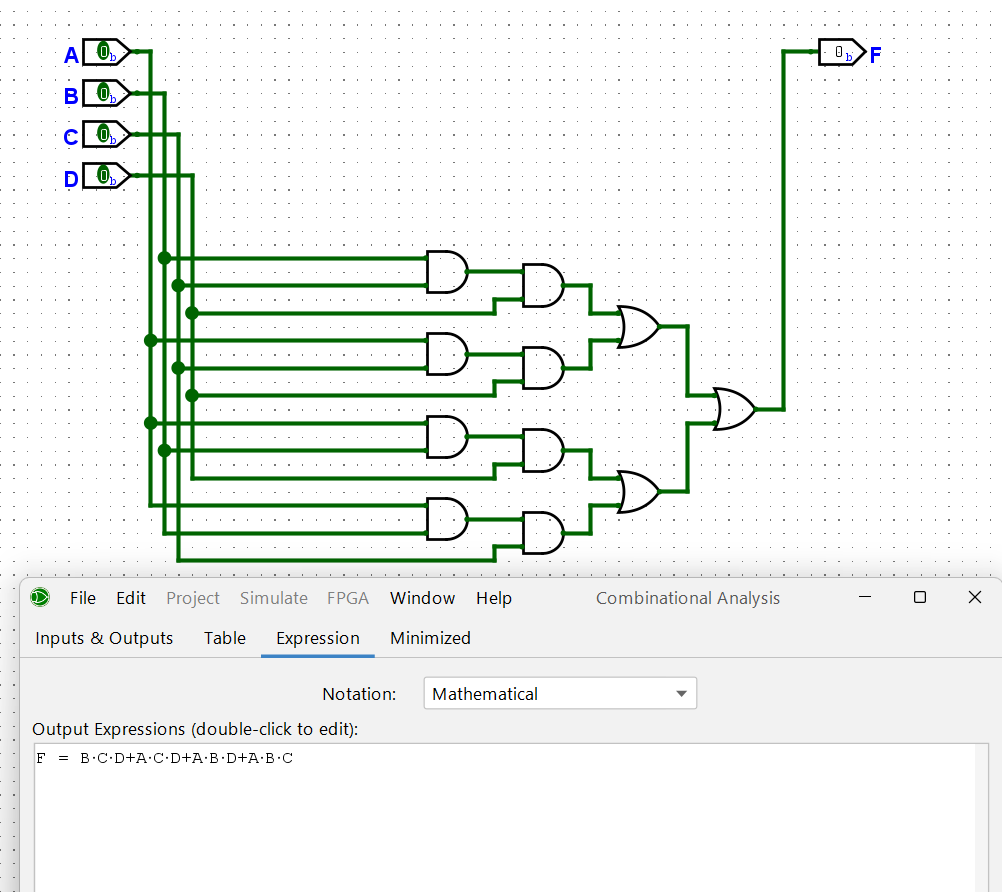 A 0b
B 0b
C 0b
D 0b
0b F
File Edit Project Simulate FPGA Window Help Combinational Analysis
Inputs & Outputs Table Expression Minimized
Notation: Mathematical
Output Expressions (double-click to edit):
F = B·C·D+A·C·D+A·B·D+A·B·C